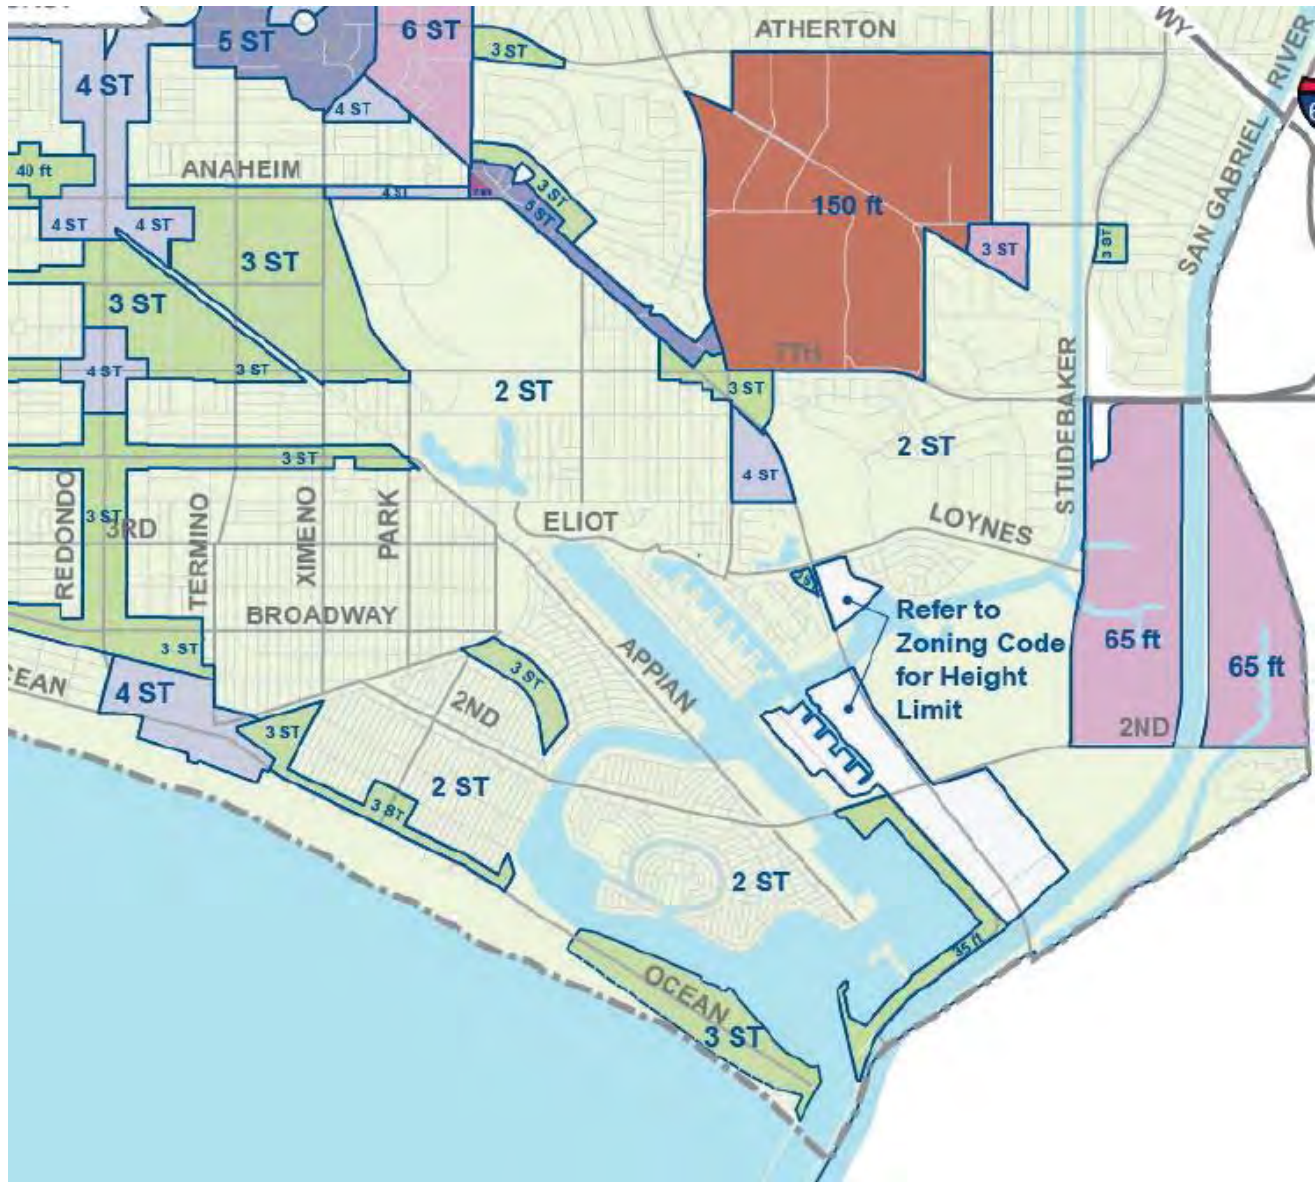 ATHERTON
WY
SAN GABRIEL RIVER
5 ST
6 ST
3 ST
4 ST
4 ST
40 ft
ANAHEIM
4 ST
3 ST
5 ST
4 ST
4 ST
150 ft
3 ST
3 ST
3 ST
3 ST
4 ST
3 ST
7TH
STUDEBAKER
2 ST
3 ST
2 ST
3 ST
4 ST
REDONDO
3 ST
3RD
TERMINO
XIMENO
PARK
ELIOT
LOYNES
BROADWAY
Refer to
Zoning Code
for Height
Limit
65 ft
65 ft
3 ST
3 ST
APPIAN
4 ST
2ND
2ND
3 ST
2 ST
3 ST
2 ST
35 ft
OCEAN
3 ST